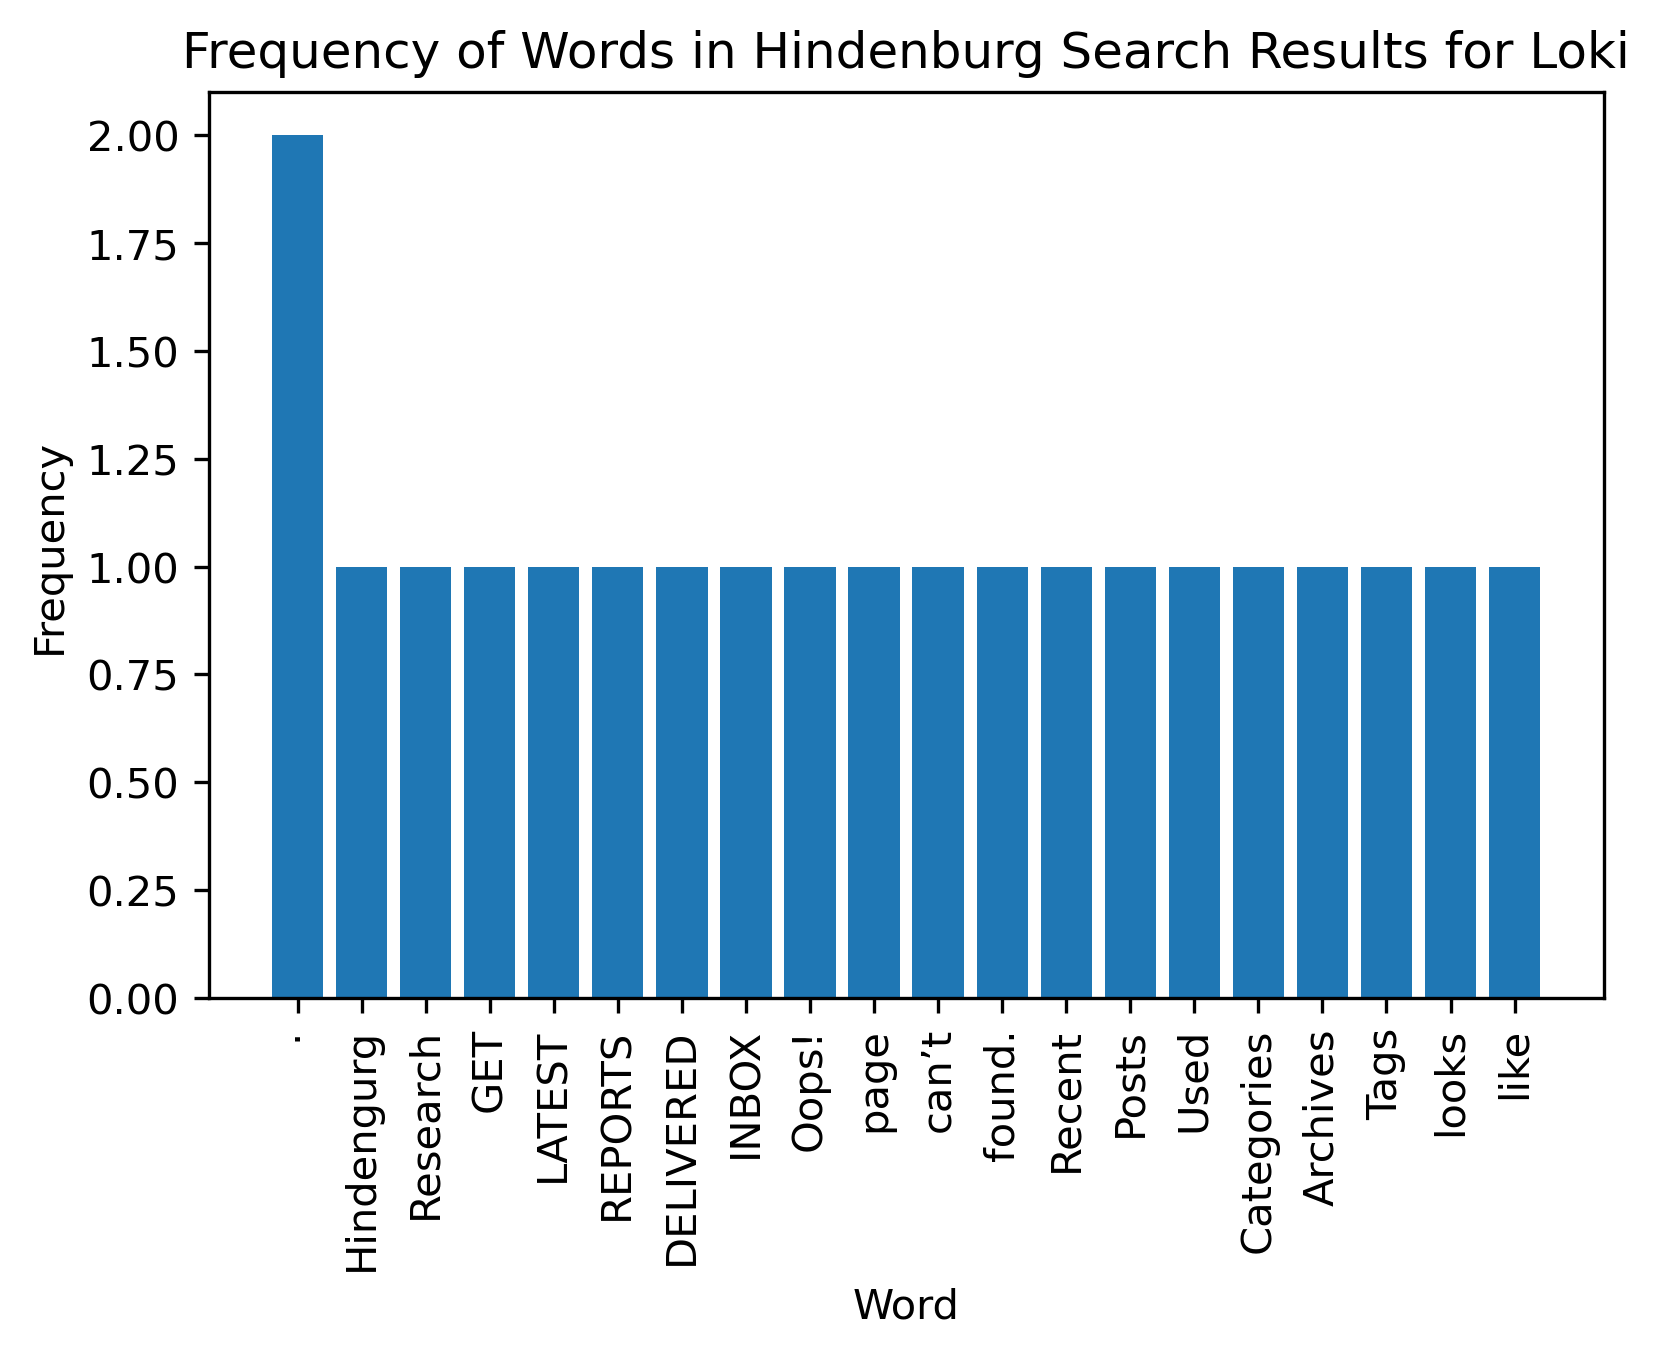 Frequency of Words in Hindenburg Search Results for Loki
Frequency
2.00
1.75
1.50
1.25
1.00
0.75
0.50
0.25
0.00
.
Hindengurg
Research
GET
LATEST
REPORTS
DELIVERED
INBOX
Oops!
page
can’t
found.
Recent
Posts
Used
Categories
Archives
Tags
looks
like
Word